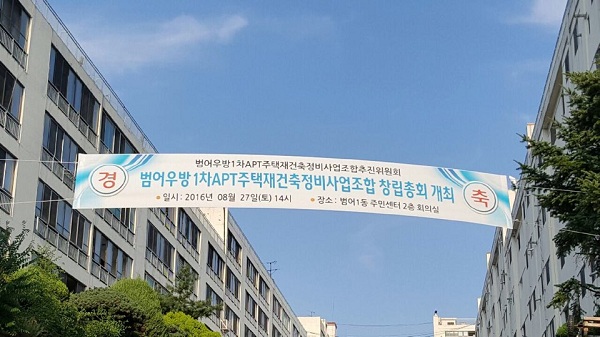 범어우방1차APT주택재건축정비사업조합추진위원회
경 범어우방1차APT주택재건축정비사업조합 창립총회 개최 축
일시 : 2016년 08월 27일(토) 14시 장소 : 범어1동 주민센터 2층 회의실